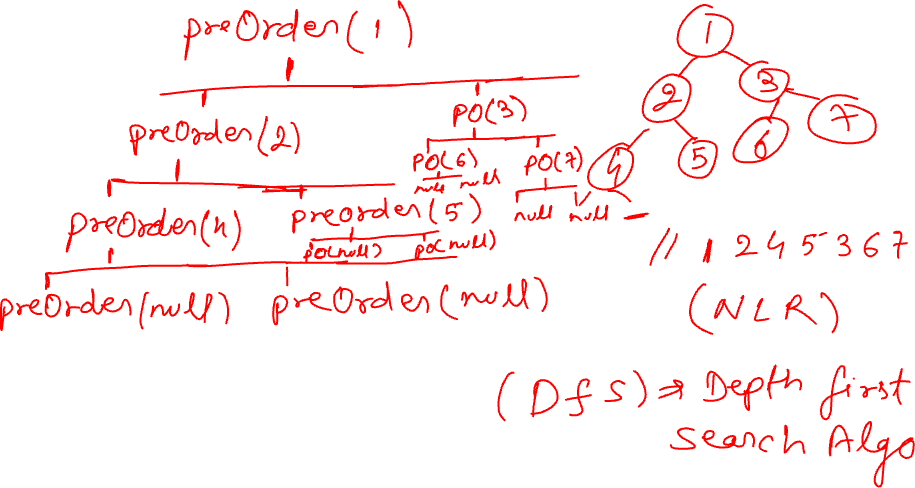 preOrder(1)
1
2
3
4
5
6
7
preOrder(2)
PO(3)
PO(6)
PO(7)
null null
null null
preOrder(4)
preorder(5)
po(null)
po(null)
preOrder(null)
preOrder(null)
// 1 2 4 5 3 6 7
(NLR)
(DfS) ⇒ Depth first
Search Algo